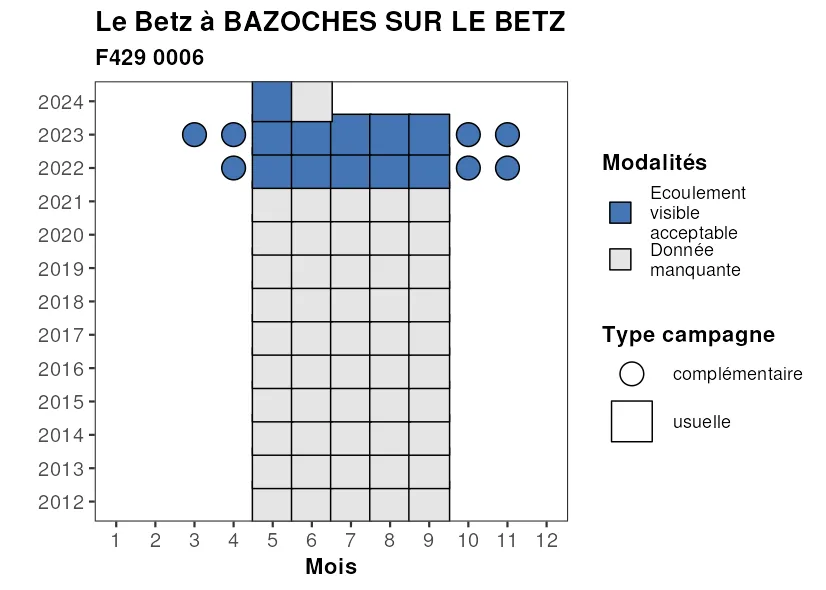 Le Betz à BAZOCHES SUR LE BETZ
F429 0006
2024
2023
2022
2021
2020
2019
2018
2017
2016
2015
2014
2013
2012
1 2 3 4 5 6 7 8 9 10 11 12
Mois
Modalités
Ecoulement
visible
acceptable
Donnée
manquante
Type campagne
complémentaire
usuelle